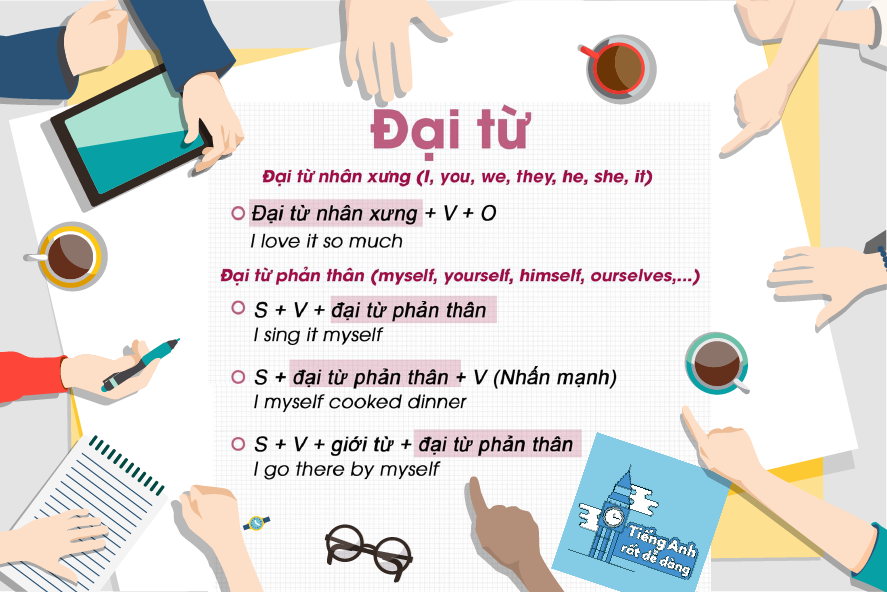 Đại từ
Đại từ nhân xưng (I, you, we, they, he, she, it)
Đại từ nhân xưng + V + O
I love it so much
Đại từ phản thân (myself, yourself, himself, ourselves,...)
S + V + đại từ phản thân
I sing it myself
S + đại từ phản thân + V (Nhấn mạnh)
I myself cooked dinner
S + V + giới từ + đại từ phản thân
I go there by myself
Tiếng Anh
rất dễ dàng